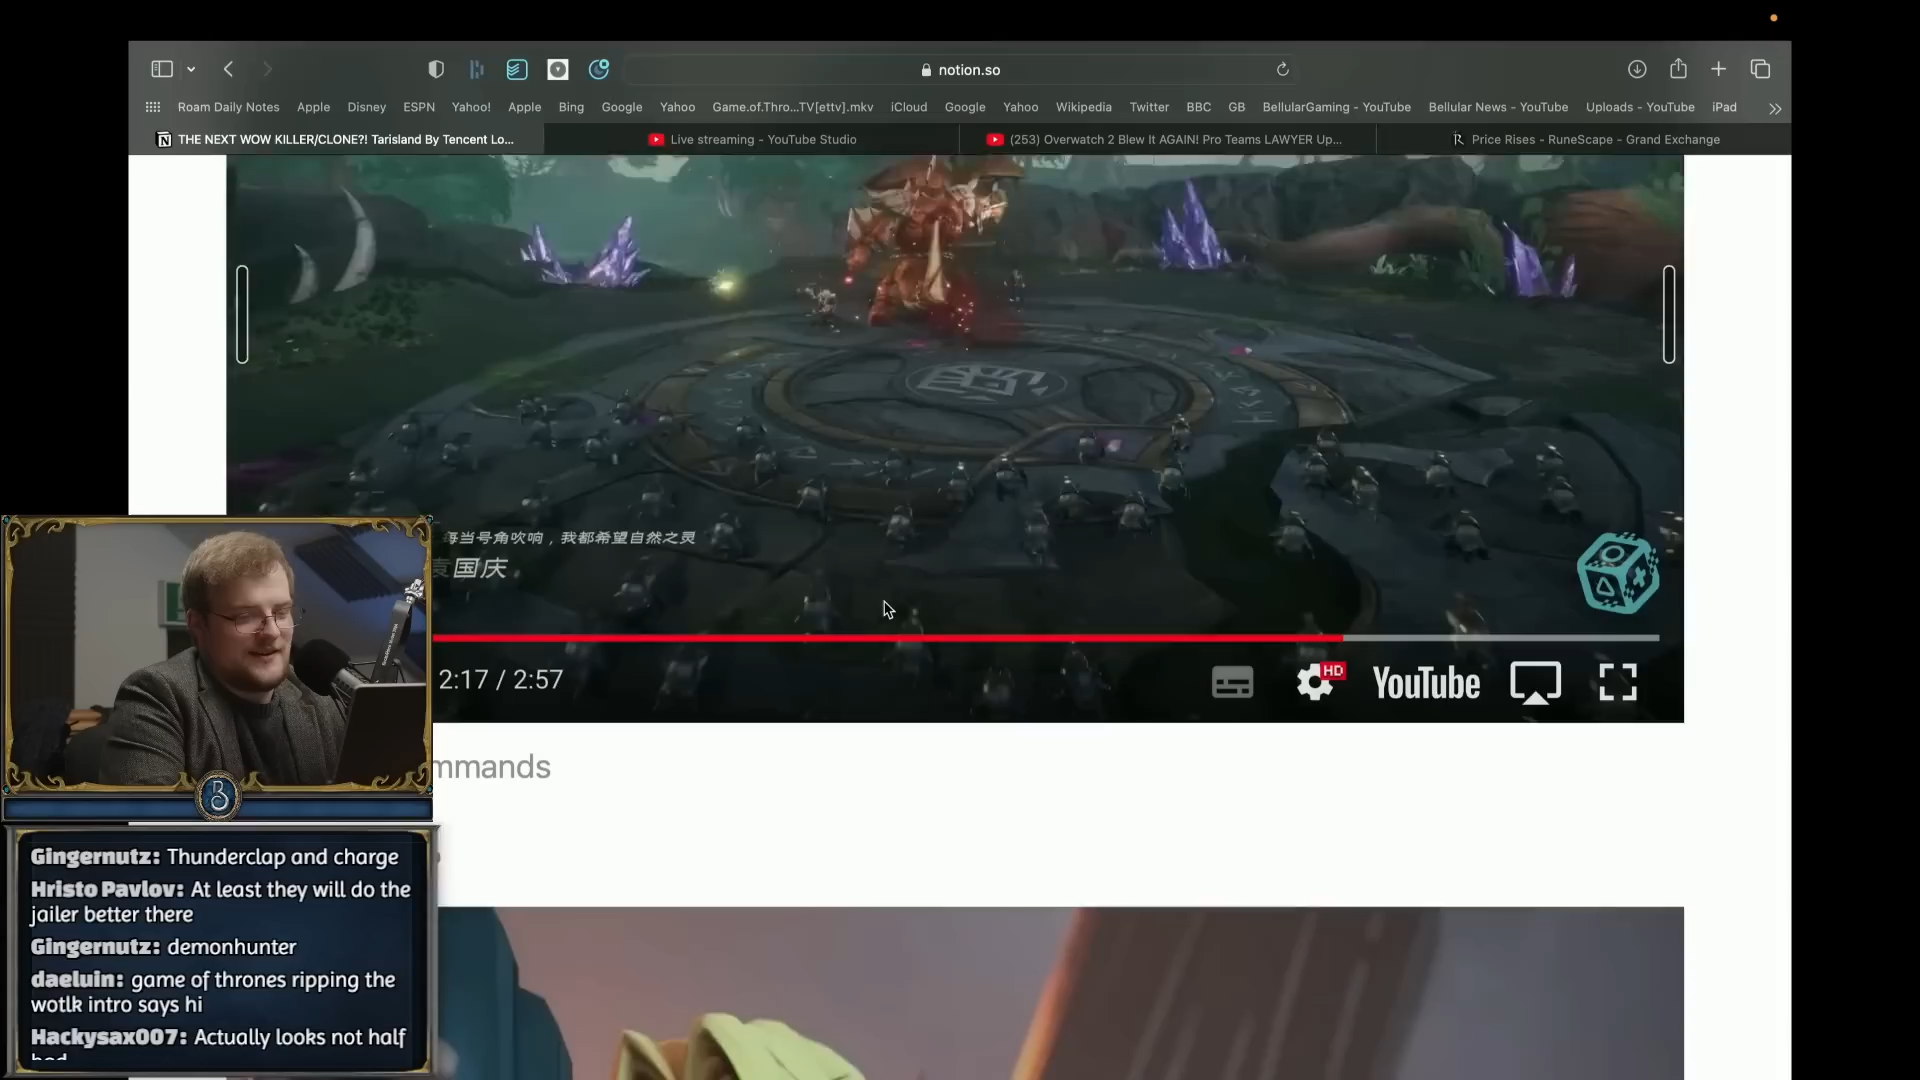 notion.so
Roam Daily Notes Apple Disney ESPN Yahoo! Apple Bing Google Yahoo Game.of.Thro...TV[ettv].mkv iCloud Google Yahoo Wikipedia Twitter BBC GB BellularGaming - YouTube Bellular News - YouTube Uploads - YouTube iPad
THE NEXT WOW KILLER/CLONE?! Tarisland By Tencent Lo... Live streaming - YouTube Studio (253) Overwatch 2 Blew It AGAIN! Pro Teams LAWYER Up... Price Rises - RuneScape - Grand Exchange
每当号角吹响，我都希望自然之灵
袁国庆
2:17 / 2:57 HD YouTube
mmands
B
Gingernutz: Thunderclap and charge
Hristo Pavlov: At least they will do the
jailer better there
Gingernutz: demonhunter
daeluin: game of thrones ripping the
wotlk intro says hi
Hackysax007: Actually looks not half